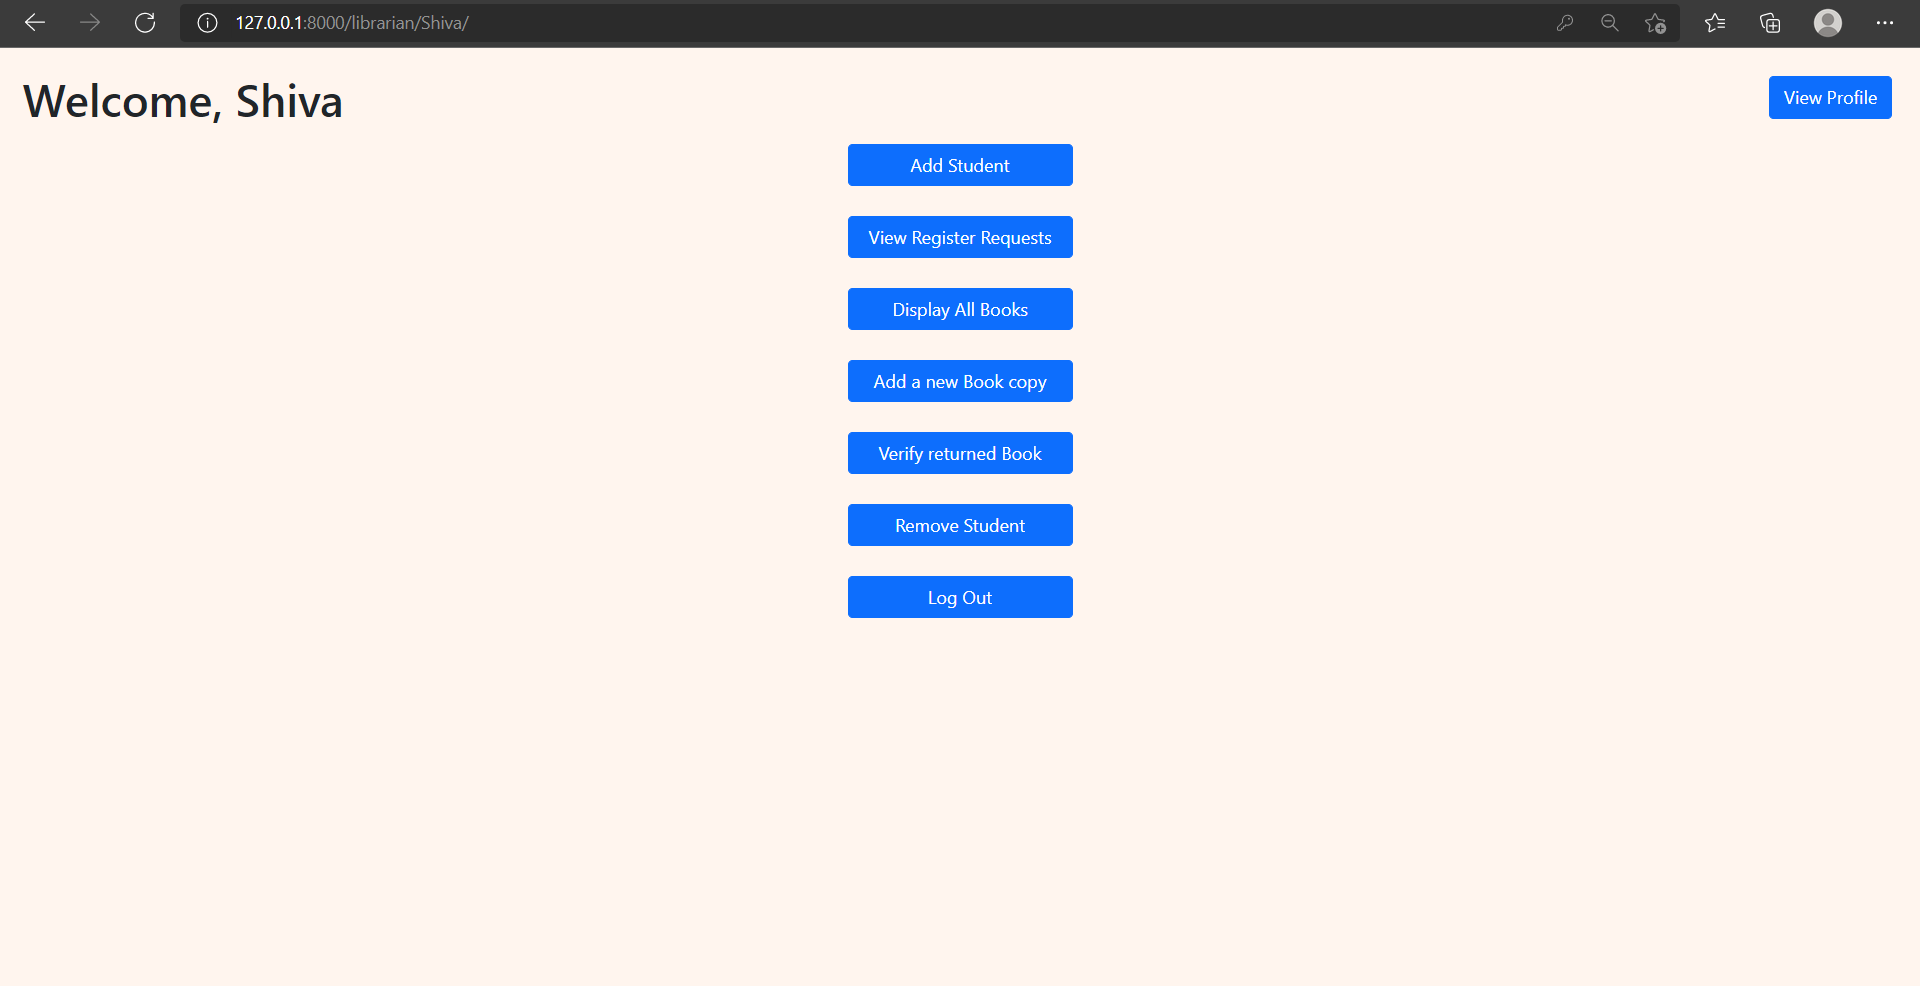 127.0.0.1:8000/librarian/Shiva/
Welcome, Shiva
View Profile
Add Student
View Register Requests
Display All Books
Add a new Book copy
Verify returned Book
Remove Student
Log Out